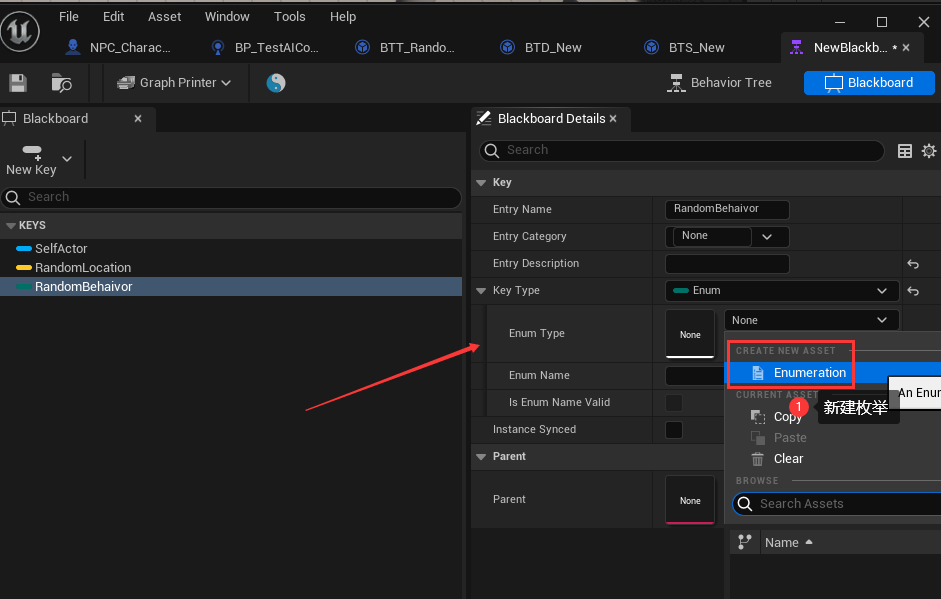 File Edit Asset Window Tools Help
NPC_Charac... BP_TestAICo... BTT_Rando... BTD_New BTS_New NewBlackb... *
Graph Printer Behavior Tree Blackboard
Blackboard
New Key
Search
KEYS
SelfActor
RandomLocation
RandomBehaivor
Blackboard Details
Search
Key
Entry Name RandomBehaivor
Entry Category None
Entry Description
Key Type Enum
Enum Type None None
CREATE NEW ASSET
Enumeration
An Enum
CURRENT ASSET
1 新建枚举
Copy
Paste
Clear
BROWSE
Search Assets
Name
Enum Name
Is Enum Name Valid
Instance Synced
Parent
Parent None